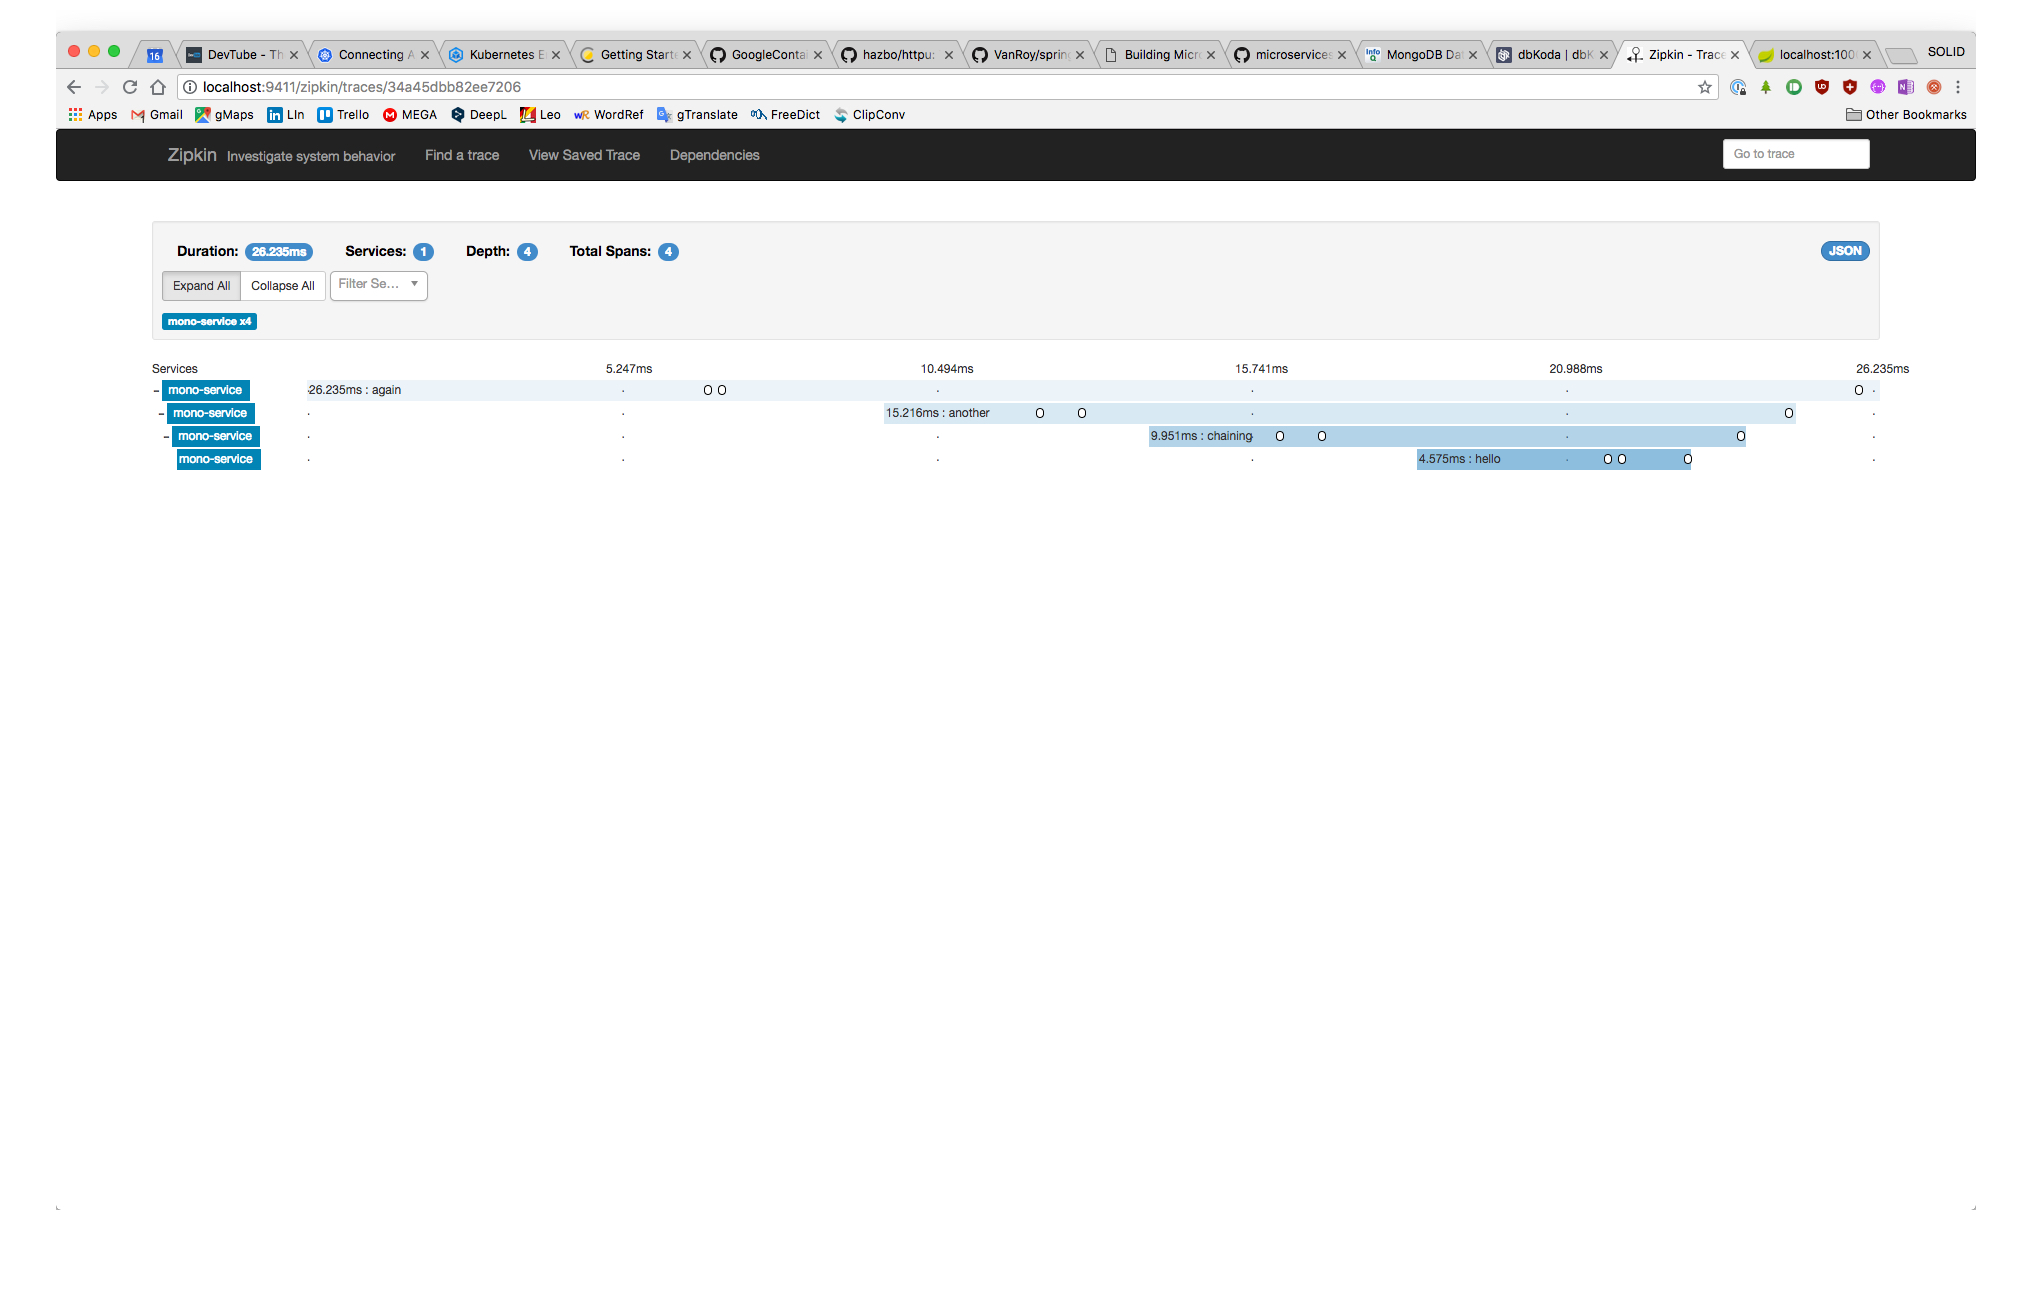 16 DevTube - Th Connecting A Kubernetes E Getting Starte GoogleContai hazbo/httpu: VanRoy/spring Building Micro microservices MongoDB Dat dbKoda | dbK Zipkin - Trace localhost:100 SOLID
localhost:9411/zipkin/traces/34a45dbb82ee7206
Apps Gmail gMaps LIn Trello MEGA DeepL Leo WordRef gTranslate FreeDict ClipConv Other Bookmarks
Zipkin Investigate system behavior Find a trace View Saved Trace Dependencies Go to trace
Duration: 26.235ms Services: 1 Depth: 4 Total Spans: 4 JSON
Expand All Collapse All Filter Se...
mono-service x4
Services 5.247ms 10.494ms 15.741ms 20.988ms 26.235ms
- mono-service 26.235ms : again
- mono-service 15.216ms : another
- mono-service 9.951ms : chaining
mono-service 4.575ms : hello